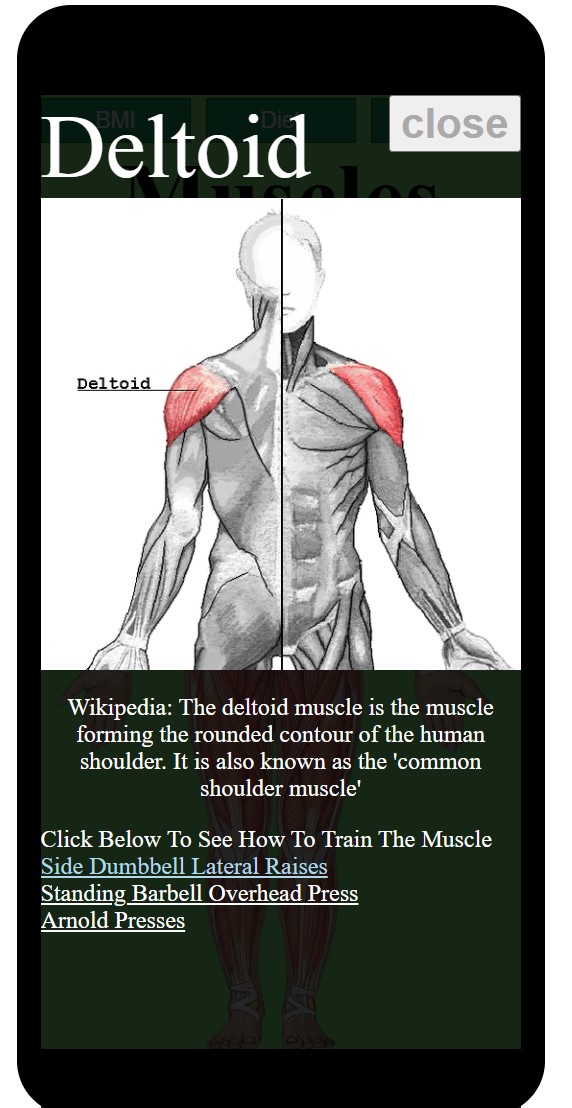 BMI
Deltoid
close
Muscles
Deltoid
Wikipedia: The deltoid muscle is the muscle
forming the rounded contour of the human
shoulder. It is also known as the 'common
shoulder muscle'
Click Below To See How To Train The Muscle
Side Dumbbell Lateral Raises
Standing Barbell Overhead Press
Arnold Presses